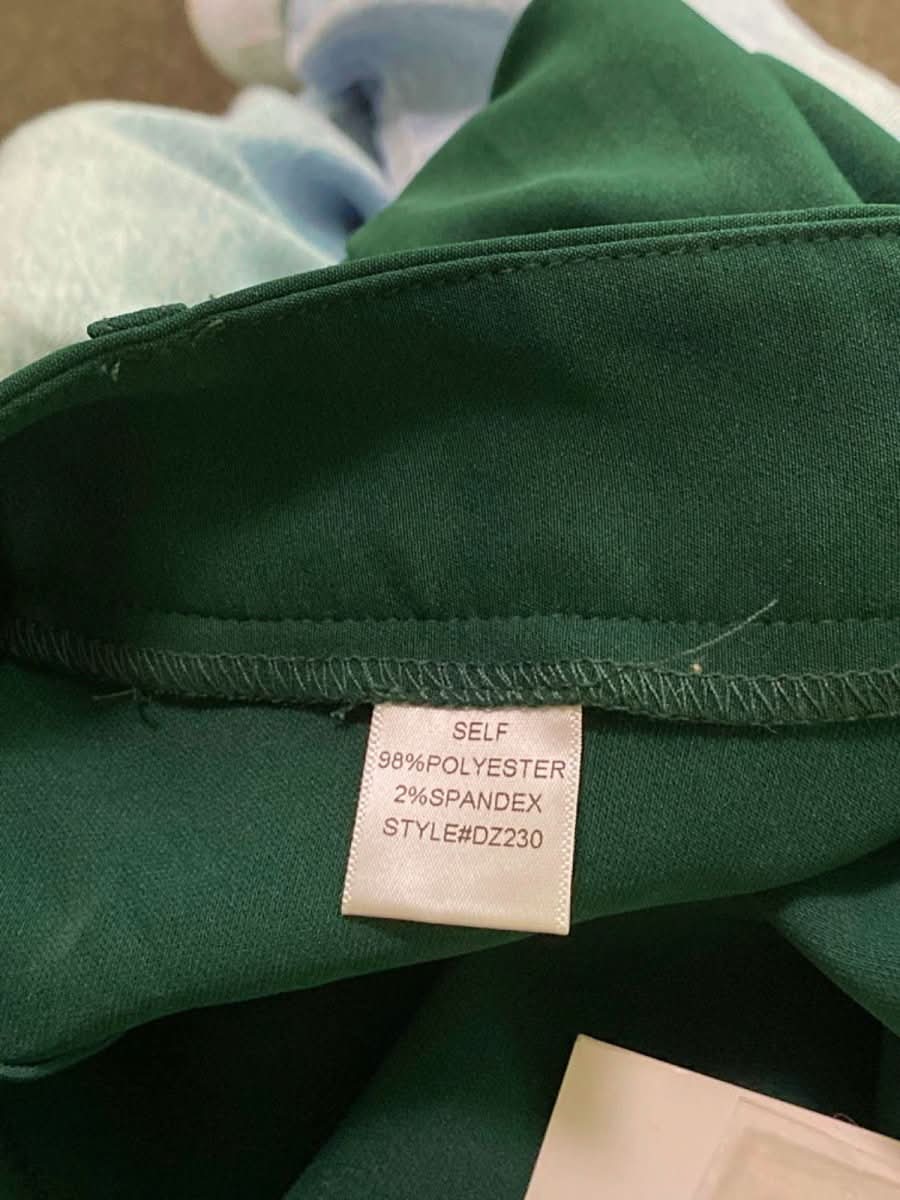 SELF
98%POLYESTER
2%SPANDEX
STYLE#DZ230